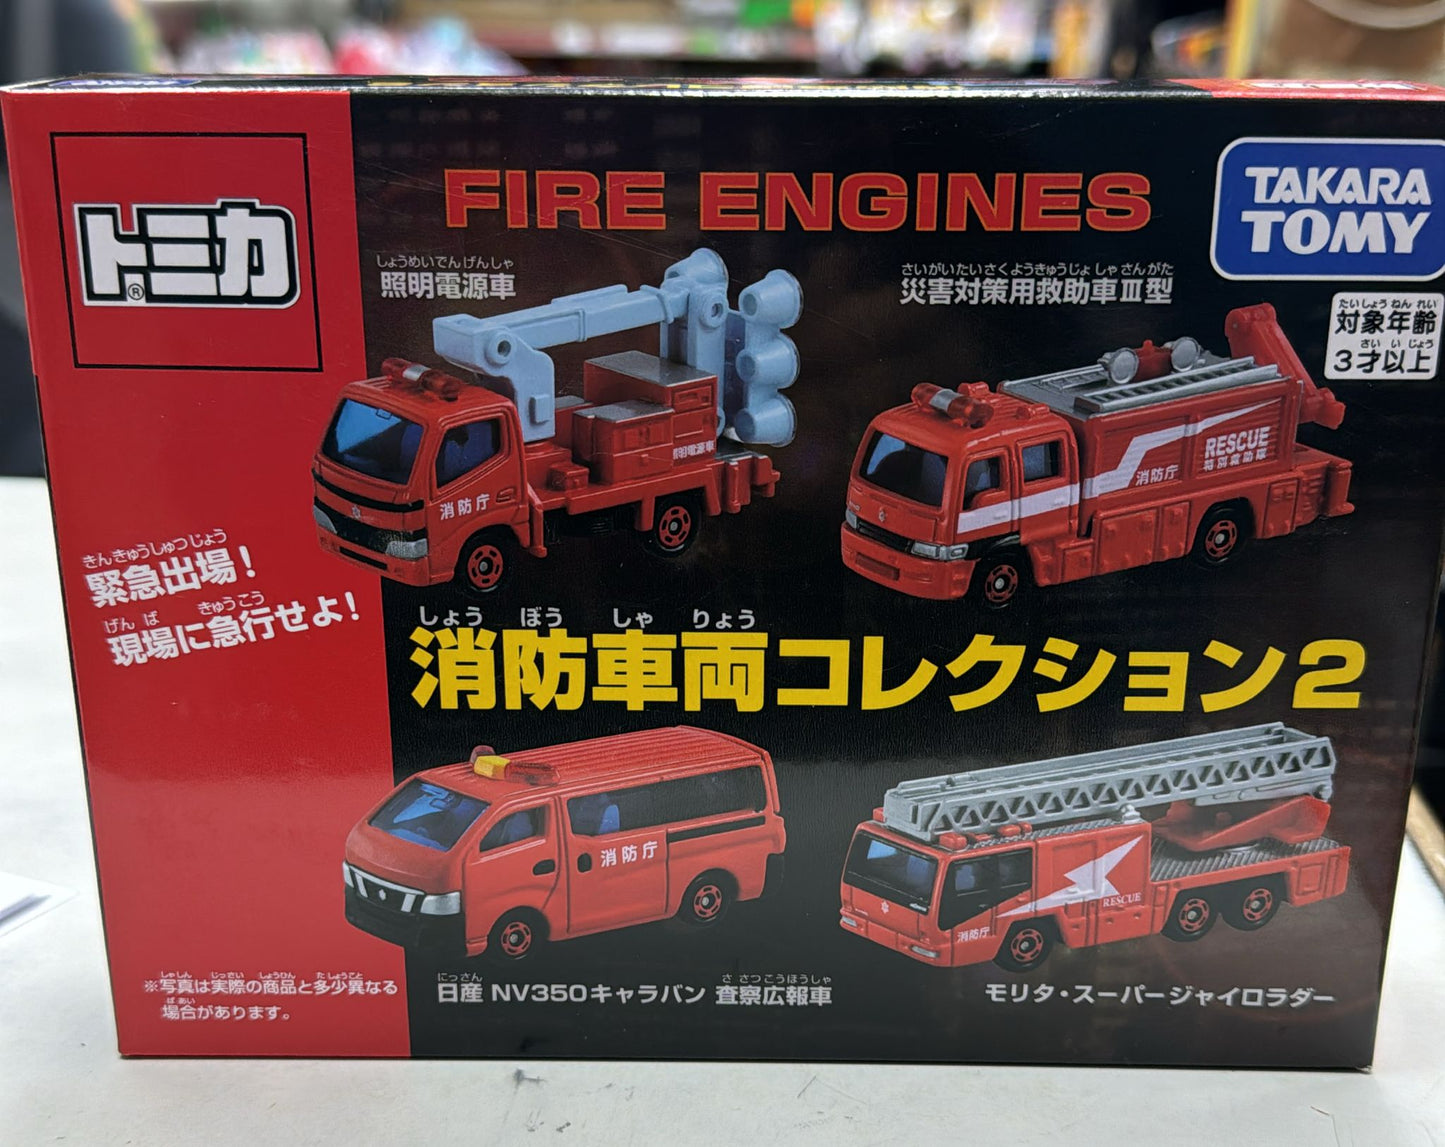 トミカ®
FIRE ENGINES
TAKARA
TOMY
しょうめいでんげんしゃ
照明電源車
さいがいたいさくようきゅうじょしゃさんがた
災害対策用救助車Ⅲ型
たいしょうねんれい
対象年齢
さいいじょう
3才以上
照明電源車
消防庁
消防庁
RESCUE
特別救助隊
きんきゅうしゅつじょう
緊急出場!
げんば きゅうこう
現場に急行せよ!
しょう ぼう しゃ りょう
消防車両コレクション2
消防庁
RESCUE
消防庁
しゃしん じっさい しょうひん たしょうこと
※写真は実際の商品と多少異なる
ばあい
場合があります。
にっさん ささつこうほうしゃ
日産 NV350キャラバン 査察広報車
モリタ・スーパージャイロラダー